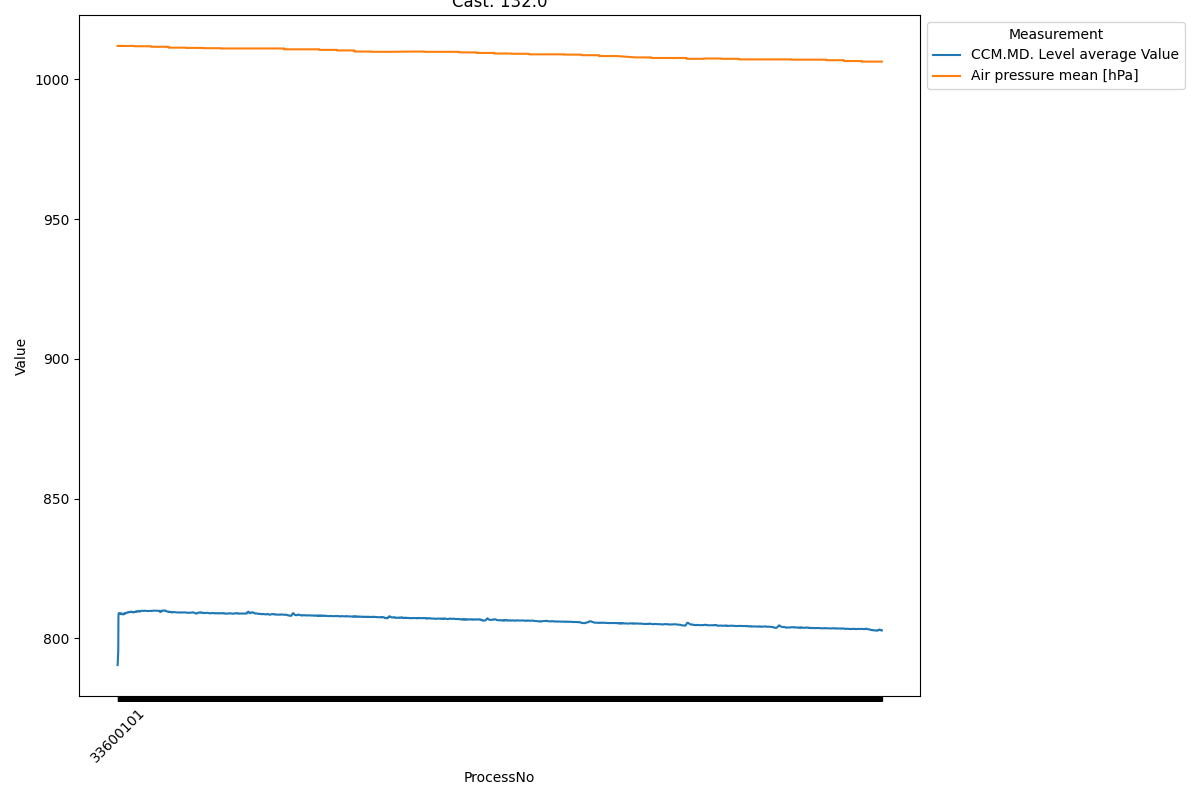 Cast: 132.0
Measurement
CCM.MD. Level average Value
Air pressure mean [hPa]
1000
950
900
850
800
Value
33600101
ProcessNo